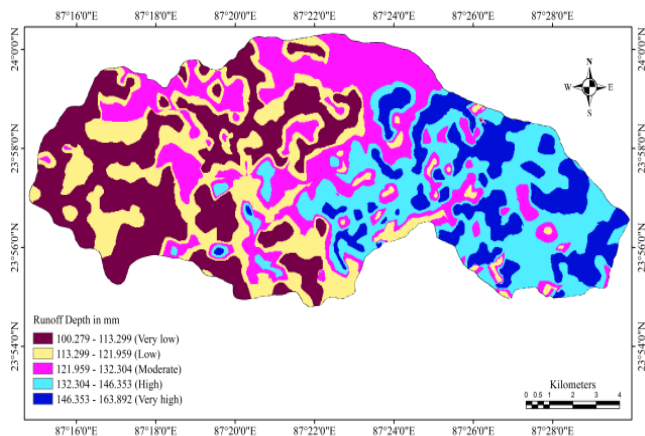 87°16'0"E 87°18'0"E 87°20'0"E 87°22'0"E 87°24'0"E 87°26'0"E 87°28'0"E
24°0'0"N 24°0'0"N
N
W E
S
23°58'0"N 23°58'0"N
23°56'0"N 23°56'0"N
Runoff Depth in mm
100.279 - 113.299 (Very low)
113.299 - 121.959 (Low)
23°54'0"N 23°54'0"N
121.959 - 132.304 (Moderate)
132.304 - 146.353 (High)
Kilometers
146.353 - 163.892 (Very high)
0 0.5 1 2 3 4
87°16'0"E 87°18'0"E 87°20'0"E 87°22'0"E 87°24'0"E 87°26'0"E 87°28'0"E